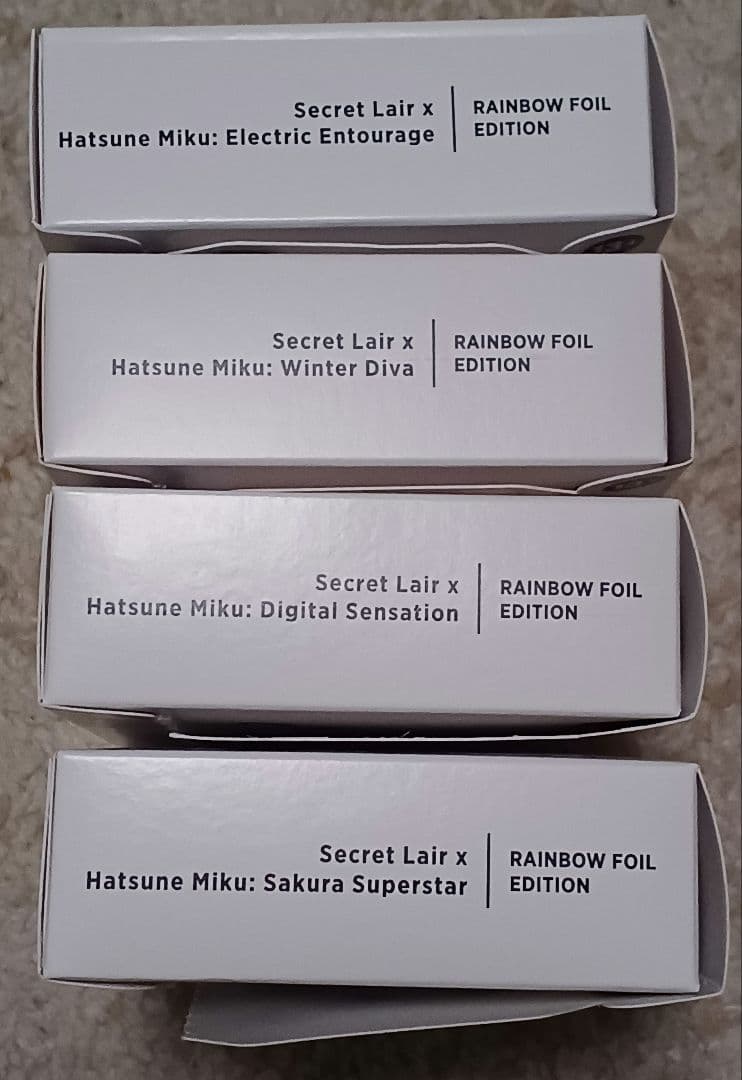 Secret Lair x
Hatsune Miku: Electric Entourage
RAINBOW FOIL
EDITION
Secret Lair x
Hatsune Miku: Winter Diva
RAINBOW FOIL
EDITION
Secret Lair x
Hatsune Miku: Digital Sensation
RAINBOW FOIL
EDITION
Secret Lair x
Hatsune Miku: Sakura Superstar
RAINBOW FOIL
EDITION